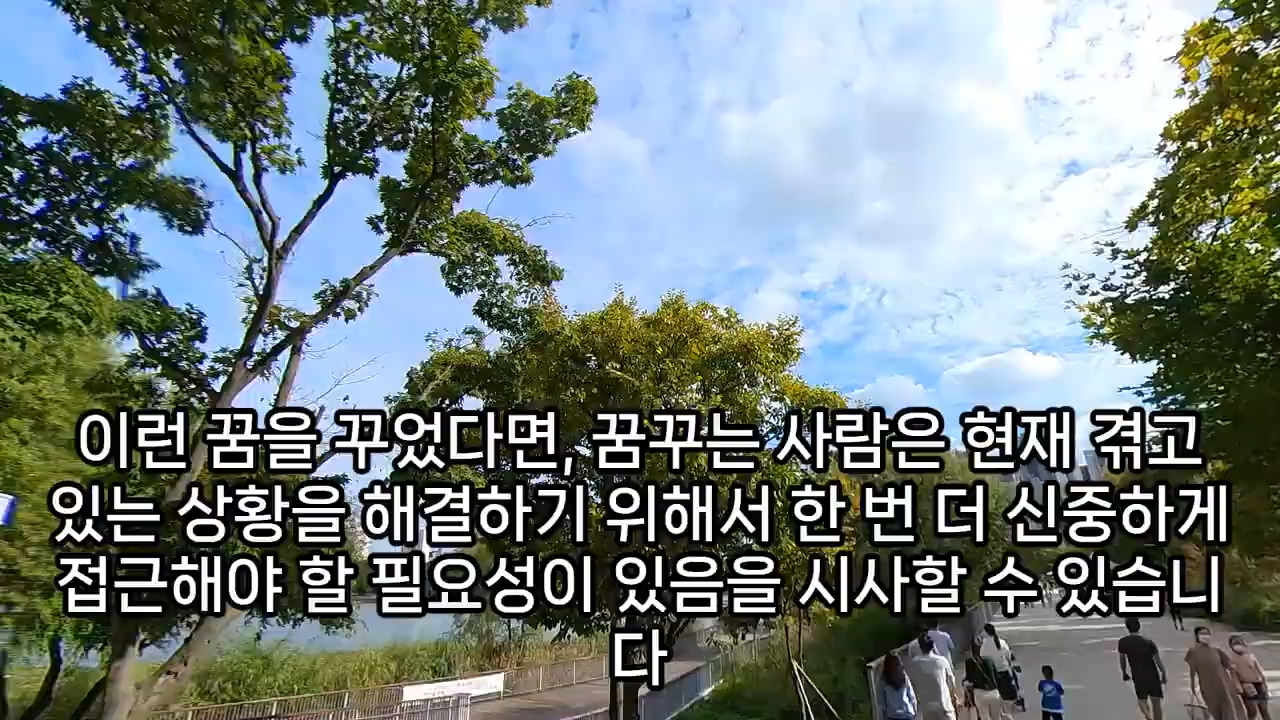 이런 꿈을 꾸었다면, 꿈꾸는 사람은 현재 겪고
있는 상황을 해결하기 위해서 한 번 더 신중하게
접근해야 할 필요성이 있음을 시사할 수 있습니
다